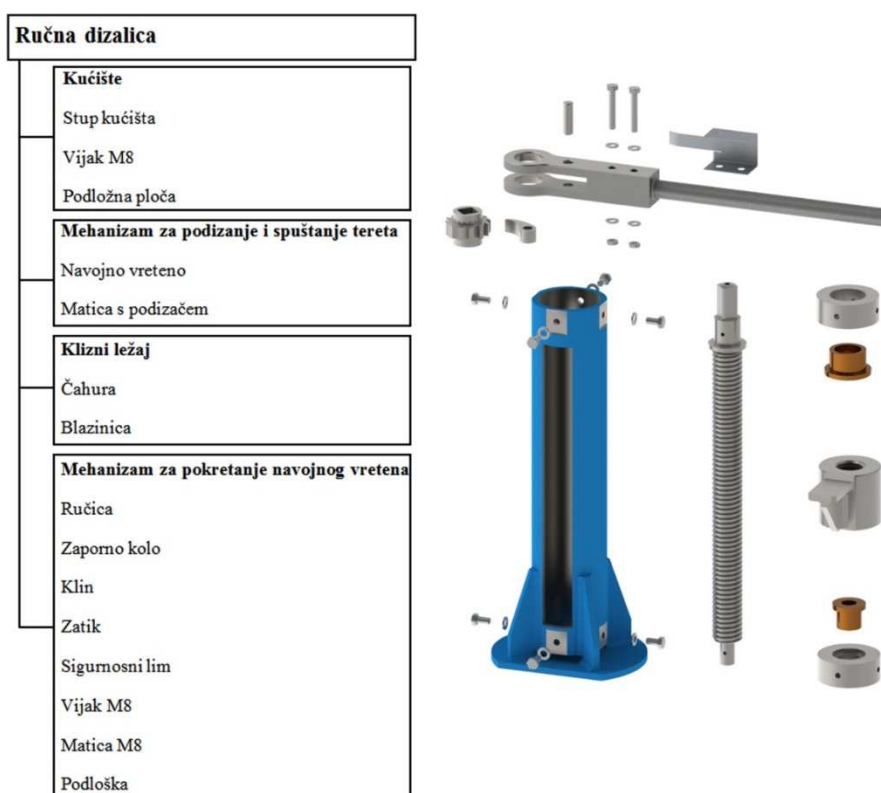 Ručna dizalica
Kućište
Stup kućišta
Vijak M8
Podložna ploča
Mehanizam za podizanje i spuštanje tereta
Navojno vreteno
Matica s podizačem
Klizni ležaj
Čahura
Blazinica
Mehanizam za pokretanje navojnog vretena
Ručica
Zaporno kolo
Klin
Zatik
Sigurnosni lim
Vijak M8
Matica M8
Podloška